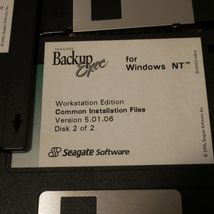 SEAGATE
Backup Exec for Windows NT™
Workstation Edition
Common Installation Files
Version 5.01.06
Disk 2 of 2
Seagate Software